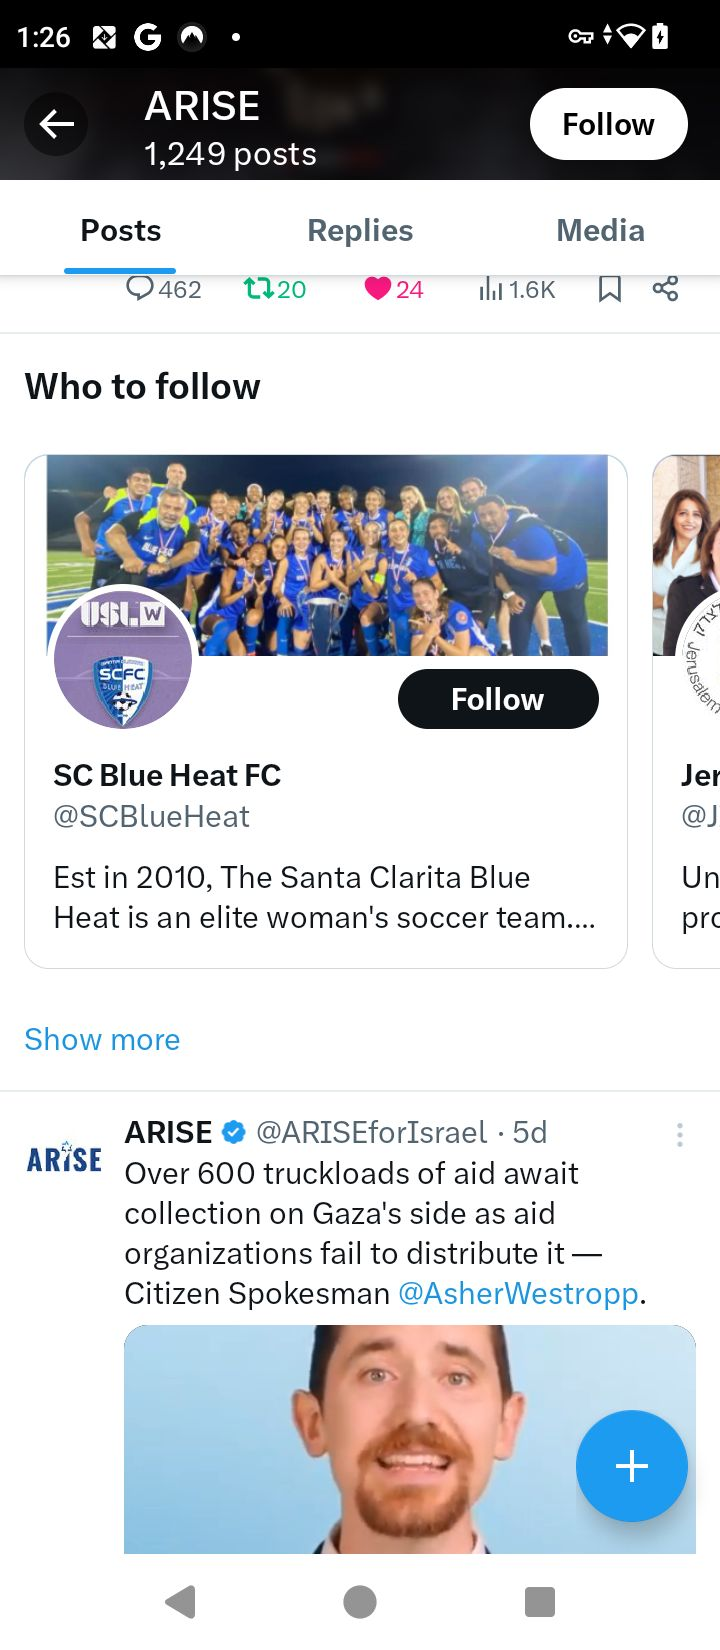 1:26
ARISE
1,249 posts
Follow
Posts
Replies
Media
462
20
24
1.6K
Who to follow
USL W
SCFC
BLUE HEAT
Follow
SC Blue Heat FC
@SCBlueHeat
Est in 2010, The Santa Clarita Blue
Heat is an elite woman's soccer team....
Jerusalem
Jer
@J
Un
pro
Show more
ARISE
ARISE @ARISEforIsrael · 5d
Over 600 truckloads of aid await
collection on Gaza's side as aid
organizations fail to distribute it —
Citizen Spokesman @AsherWestropp.